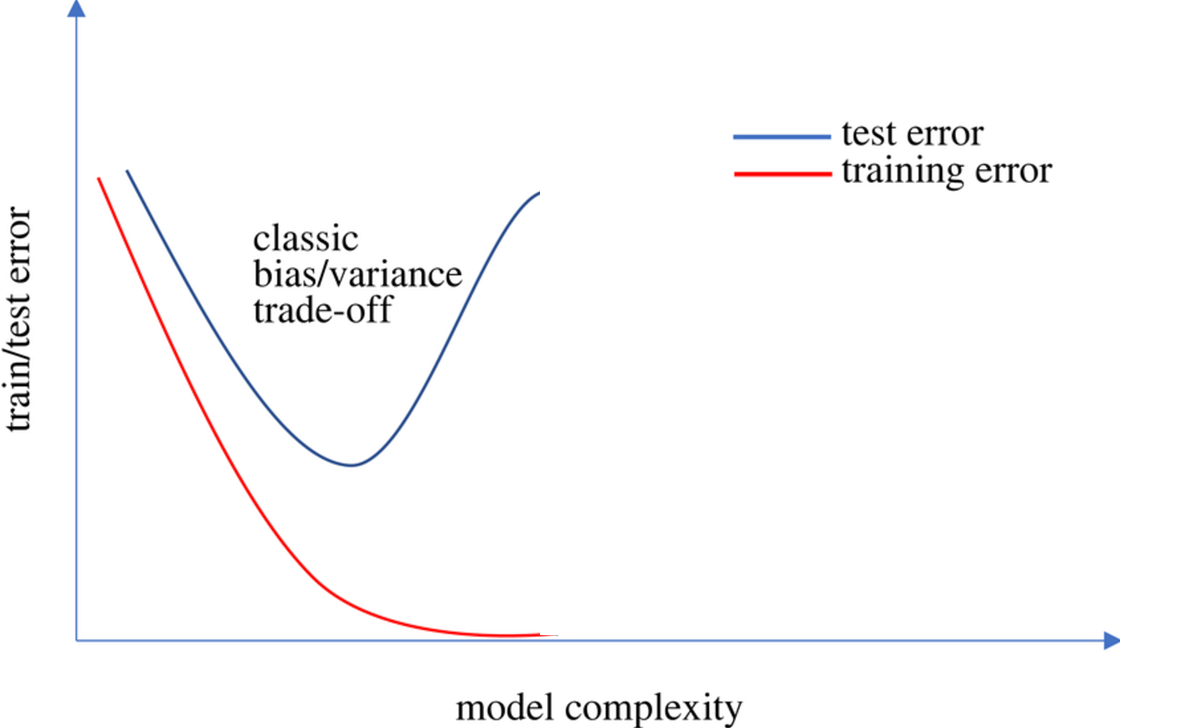 test error
training error
classic
bias/variance
trade-off
train/test error
model complexity